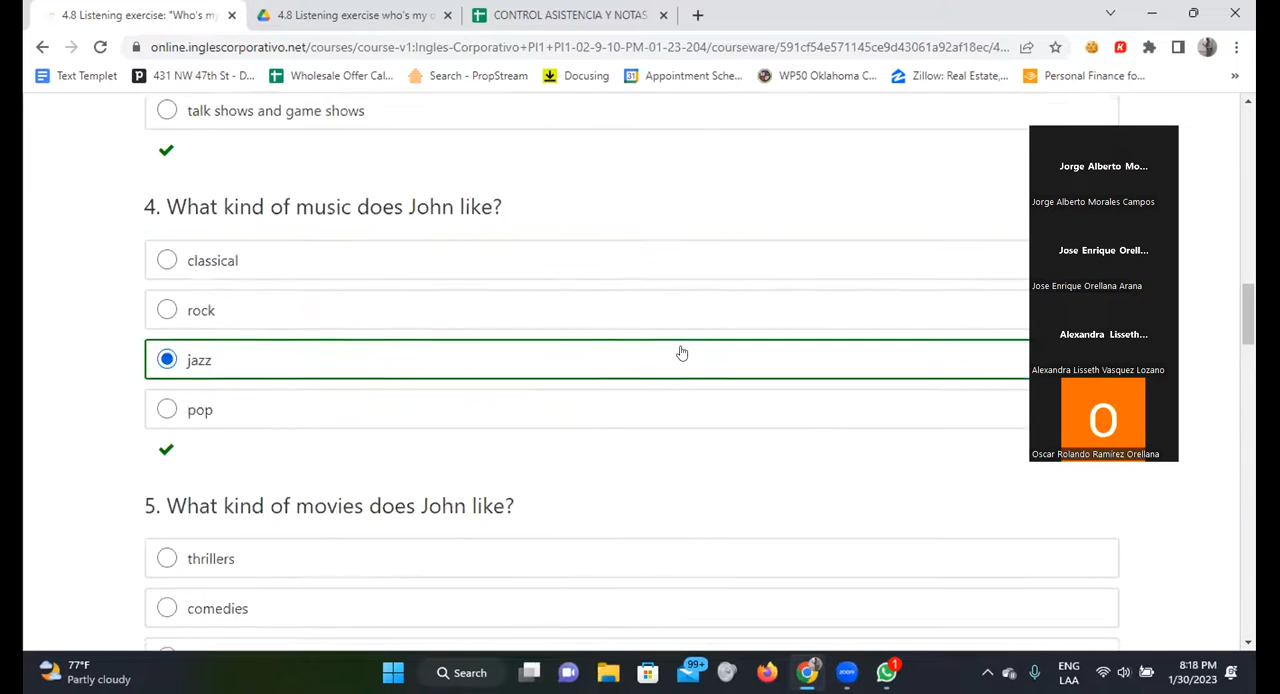 4.8 Listening exercise: "Who's my
4.8 Listening exercise who's my o
CONTROL ASISTENCIA Y NOTAS
online.inglescorporativo.net/courses/course-v1:Ingles-Corporativo+PI1+PI1-02-9-10-PM-01-23-204/courseware/591cf54e571145ce9d43061a92af18ec/4...
Text Templet
431 NW 47th St - D...
Wholesale Offer Cal...
Search - PropStream
Docusing
Appointment Sche...
WP50 Oklahoma C...
Zillow: Real Estate,...
Personal Finance fo...
»
talk shows and game shows
4. What kind of music does John like?
classical
rock
jazz
pop
5. What kind of movies does John like?
thrillers
comedies
Jorge Alberto Mo...
Jorge Alberto Morales Campos
Jose Enrique Orell...
Jose Enrique Orellana Arana
Alexandra Lisseth...
Alexandra Lisseth Vasquez Lozano
O
Oscar Rolando Ramírez Orellana
77°F
Partly cloudy
Search
99+
zoom
1
ENG
LAA
8:18 PM
1/30/2023